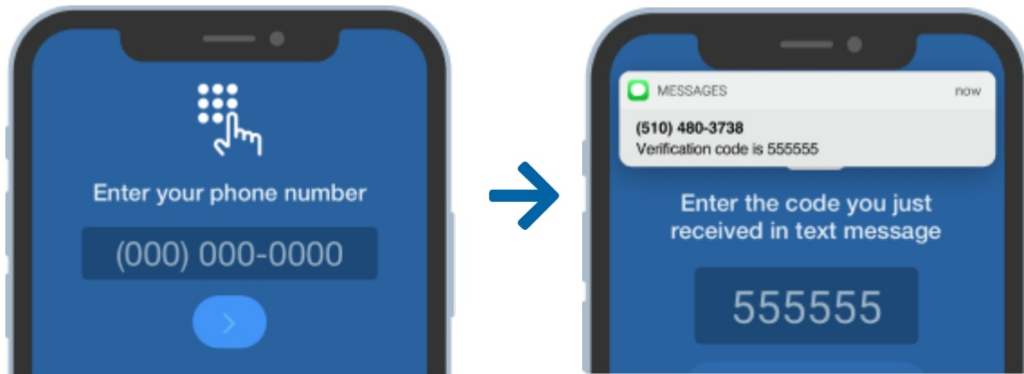 Enter your phone number
(000) 000-0000
MESSAGES now
(510) 480-3738
Verification code is 555555
Enter the code you just
received in text message
555555